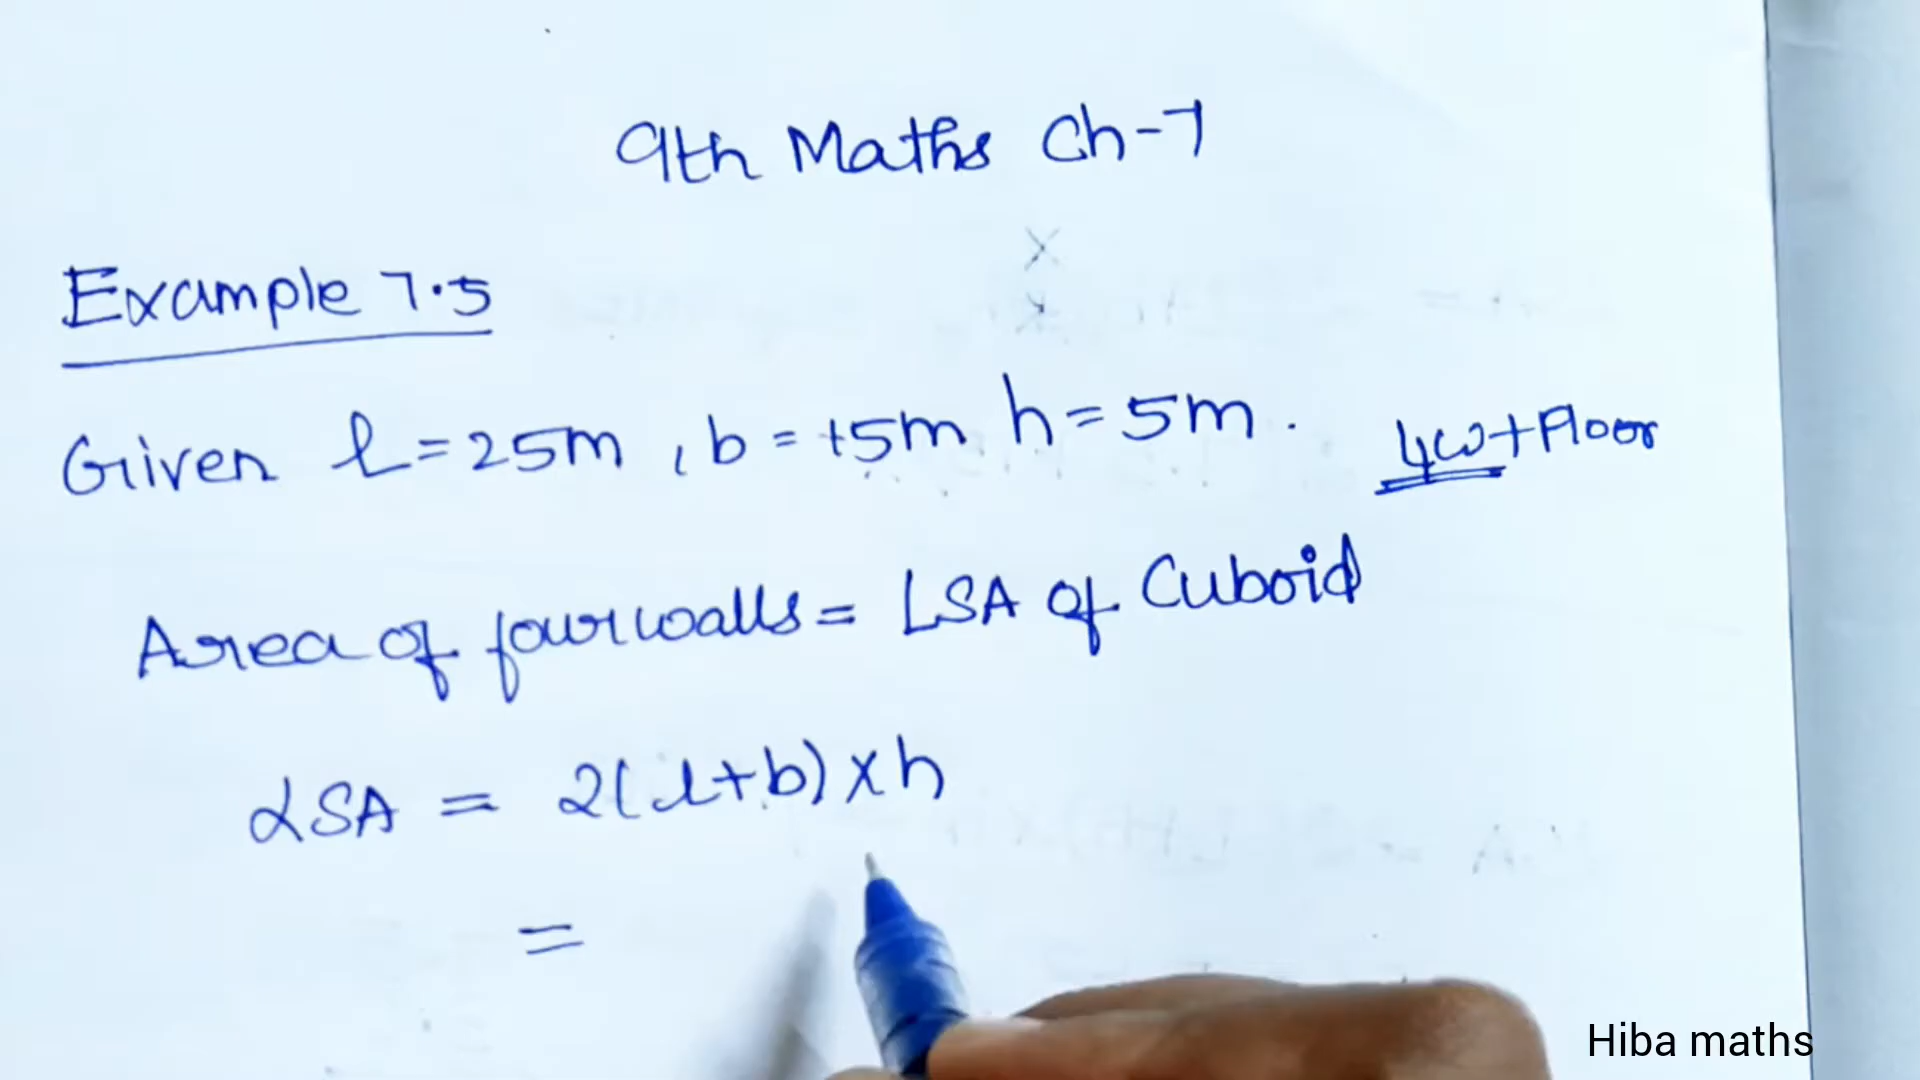 9th Maths Ch-7
Example 7.5
Given l = 25m, b = 15m h = 5m.
4W + Floor
Area of four walls = LSA of Cuboid
LSA = 2(l+b) x h
=
Hiba maths